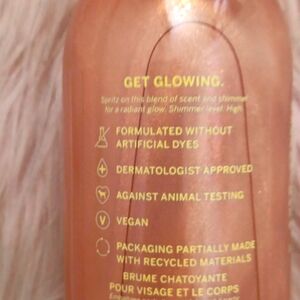 GET GLOWING.
Spritz on this blend of scent and shimmer
for a radiant glow. Shimmer level: High.
FORMULATED WITHOUT
ARTIFICIAL DYES
DERMATOLOGIST APPROVED
AGAINST ANIMAL TESTING
V VEGAN
PACKAGING PARTIALLY MADE
WITH RECYCLED MATERIALS
BRUME CHATOYANTE
POUR VISAGE ET LE CORPS